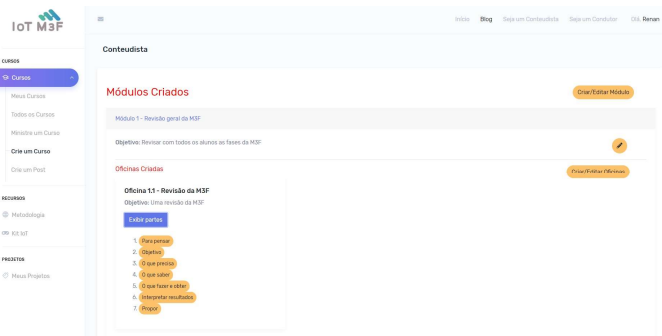 IoT M3F
Início Blog Seja um Conteudista Seja um Condutor Olá, Renan
Conteudista
CURSOS
Cursos
Meus Cursos
Todos os Cursos
Ministre um Curso
Crie um Curso
Crie um Post
RECURSOS
Metodologia
Kit IoT
PROJETOS
Meus Projetos
Módulos Criados
Criar/Editar Módulo
Módulo 1 - Revisão geral da M3F
Objetivo: Revisar com todos os alunos as fases da M3F
Oficinas Criadas
Criar/Editar Oficinas
Oficina 1.1 - Revisão da M3F
Objetivo: Uma revisão da M3F
Exibir partes
1. Para pensar
2. Objetivo
3. O que precisa
4. O que saber
5. O que fazer e obter
6. Interpretar resultados
7. Propor